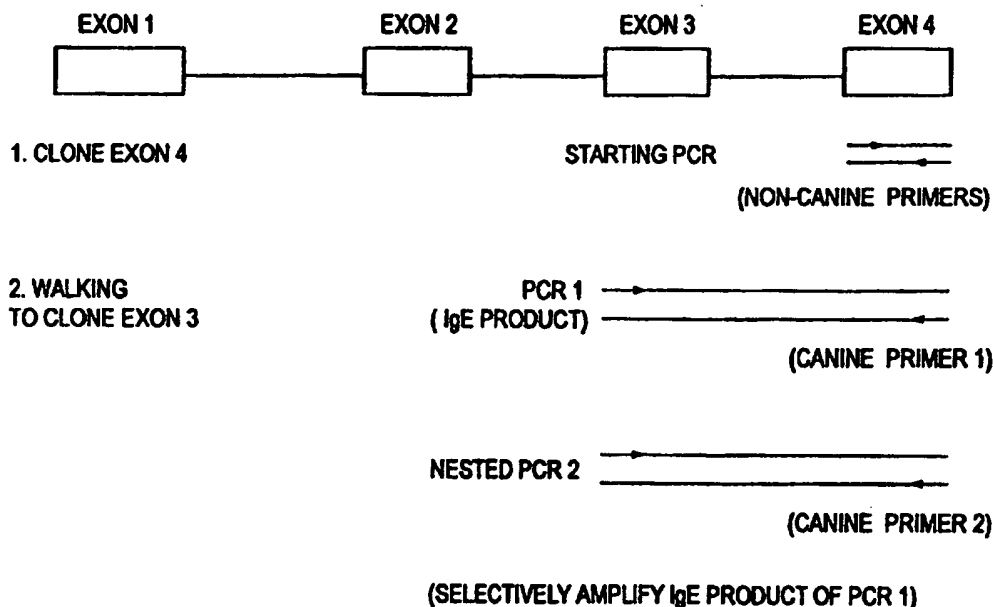 EXON 1 EXON 2 EXON 3 EXON 4
1. CLONE EXON 4 STARTING PCR
(NON-CANINE PRIMERS)
2. WALKING
TO CLONE EXON 3
PCR 1
( IgE PRODUCT)
(CANINE PRIMER 1)
NESTED PCR 2
(CANINE PRIMER 2)
(SELECTIVELY AMPLIFY IgE PRODUCT OF PCR 1)